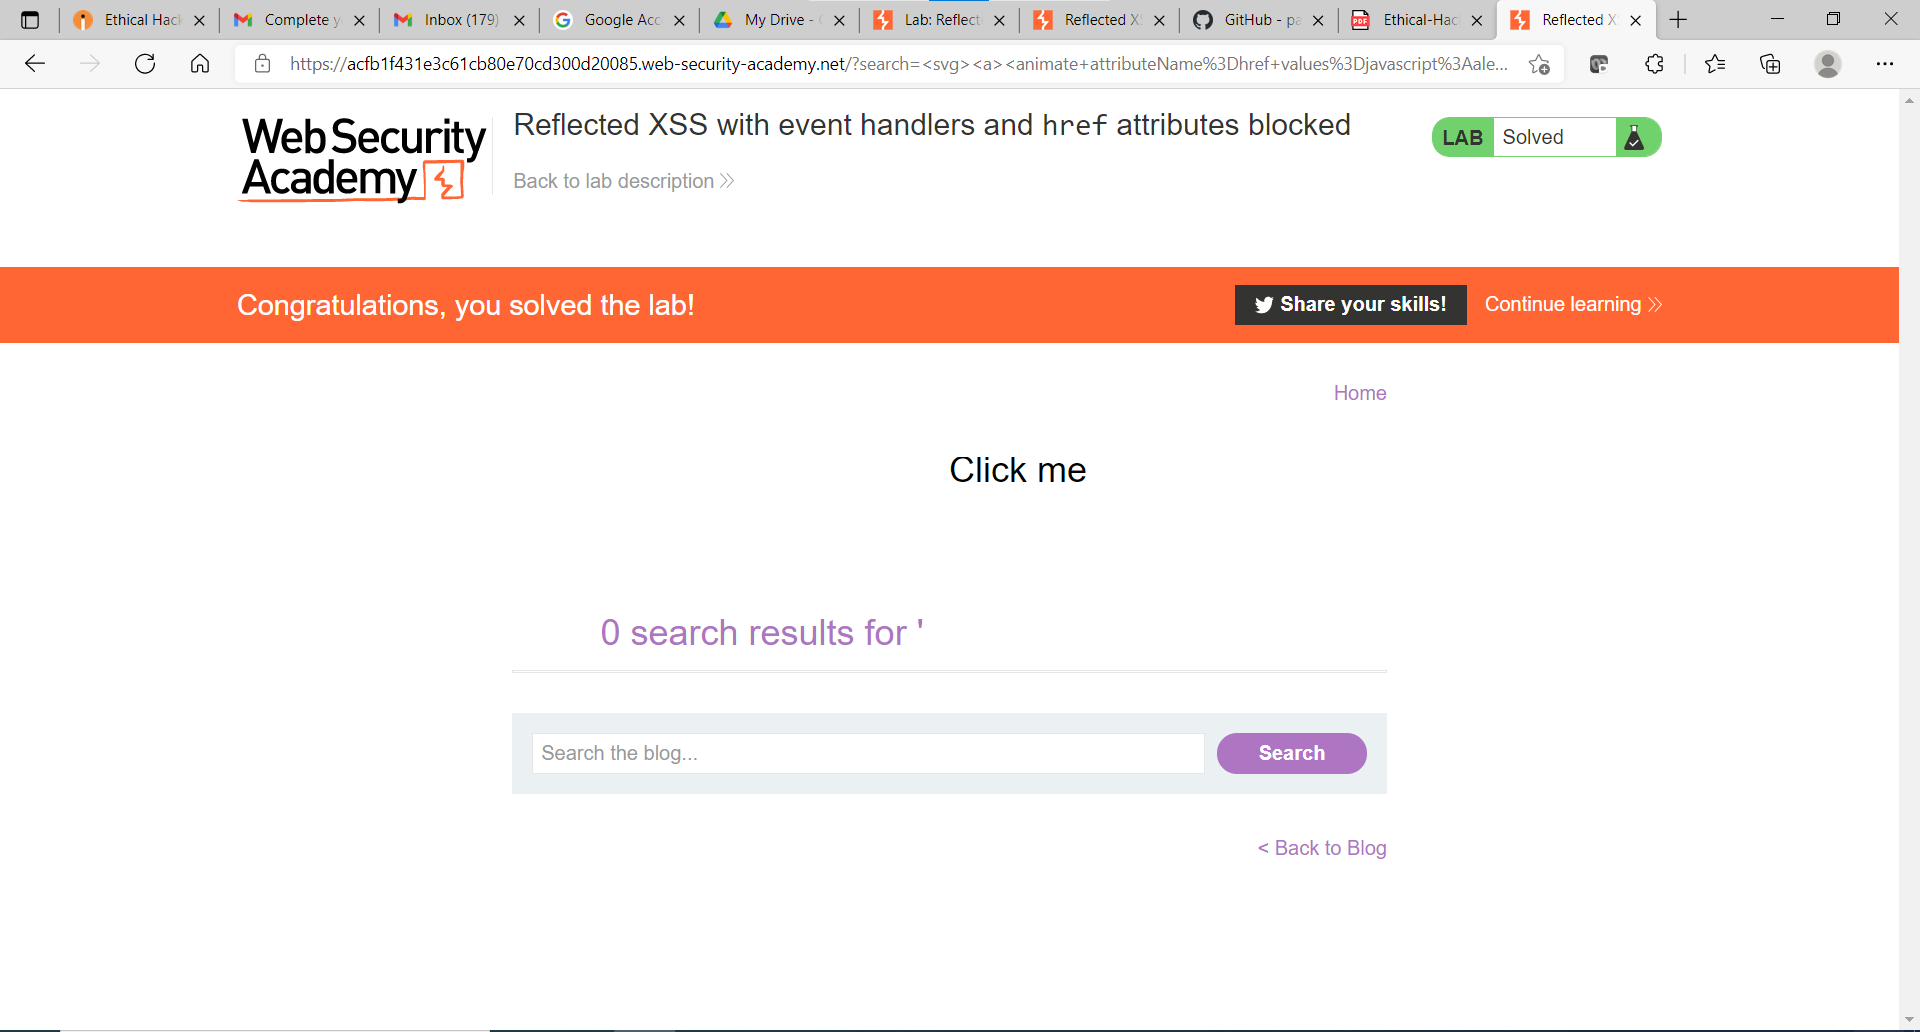 Ethical Hack
Complete y
Inbox (179)
Google Acc
My Drive -
Lab: Reflect
Reflected X
GitHub - pa
Ethical-Hac
Reflected X
https://acfb1f431e3c61cb80e70cd300d20085.web-security-academy.net/?search=<svg><a><animate+attributeName%3Dhref+values%3Djavascript%3Aale...
Web Security
Academy
Reflected XSS with event handlers and href attributes blocked
Back to lab description
LAB Solved
Congratulations, you solved the lab!
Share your skills!
Continue learning
Home
Click me
0 search results for '
Search the blog...
Search
< Back to Blog